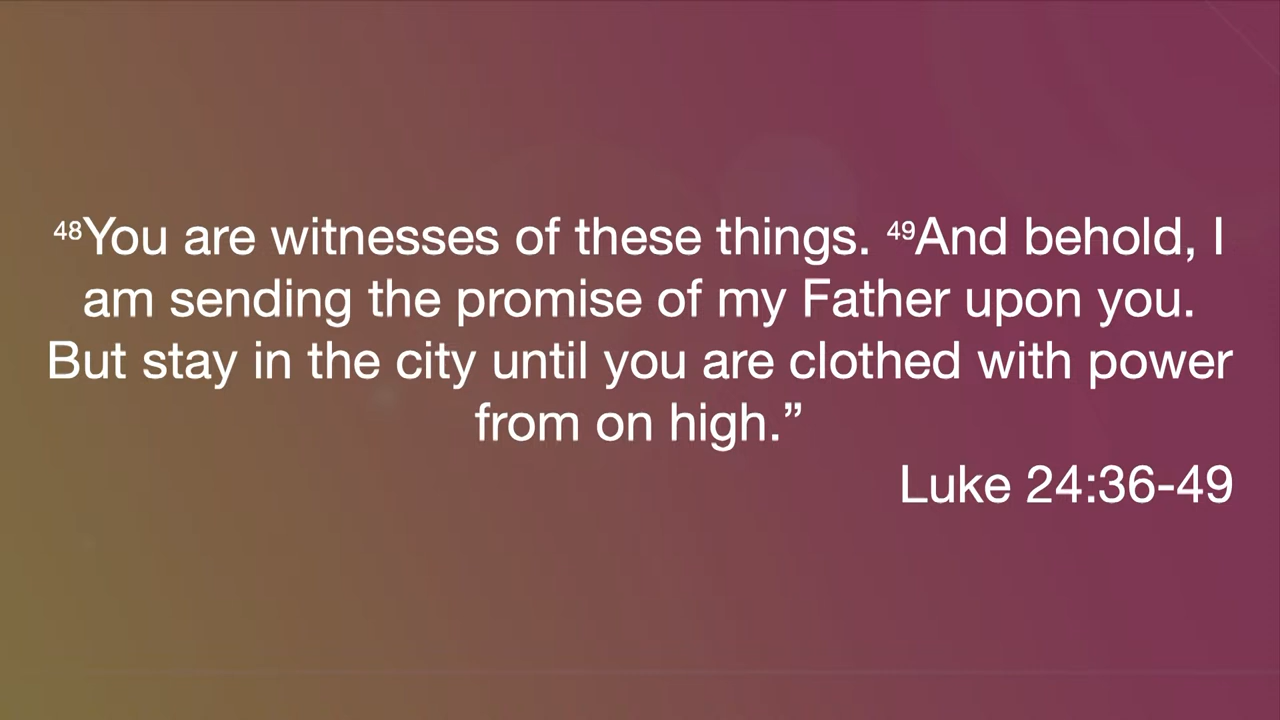 48You are witnesses of these things. 49And behold, I
am sending the promise of my Father upon you.
But stay in the city until you are clothed with power
from on high.”
Luke 24:36-49